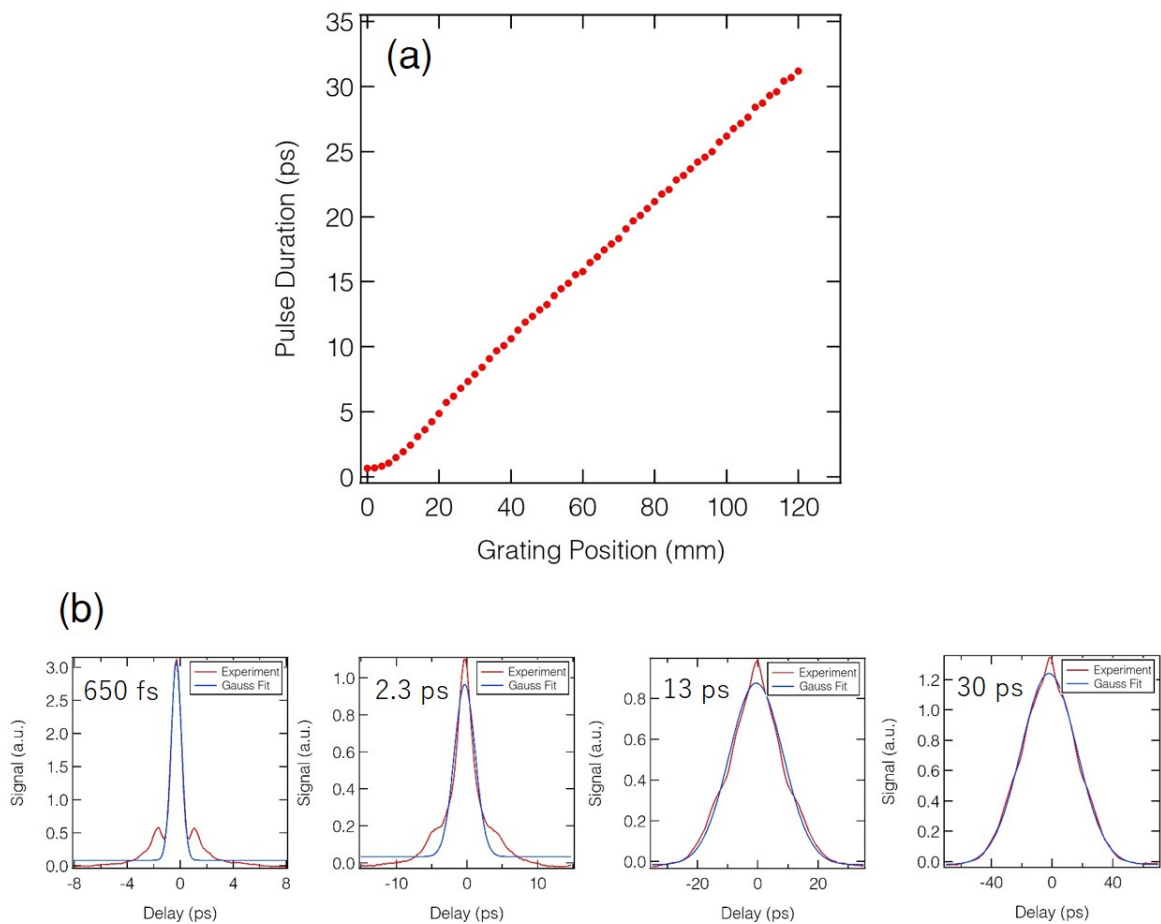 (a)
35
30
25
20
15
10
5
0
Pulse Duration (ps)
0 20 40 60 80 100 120
Grating Position (mm)
(b)
650 fs
Experiment
Gauss Fit
3.0
2.5
2.0
1.5
1.0
0.5
0.0
Signal (a.u.)
-8 -4 0 4 8
Delay (ps)
2.3 ps
Experiment
Gauss Fit
1.0
0.8
0.6
0.4
0.2
0.0
Signal (a.u.)
-10 0 10
Delay (ps)
13 ps
Experiment
Gauss Fit
0.8
0.6
0.4
0.2
0.0
Signal (a.u.)
-20 0 20
Delay (ps)
30 ps
Experiment
Gauss Fit
1.2
1.0
0.8
0.6
0.4
0.2
0.0
Signal (a.u.)
-40 0 40
Delay (ps)